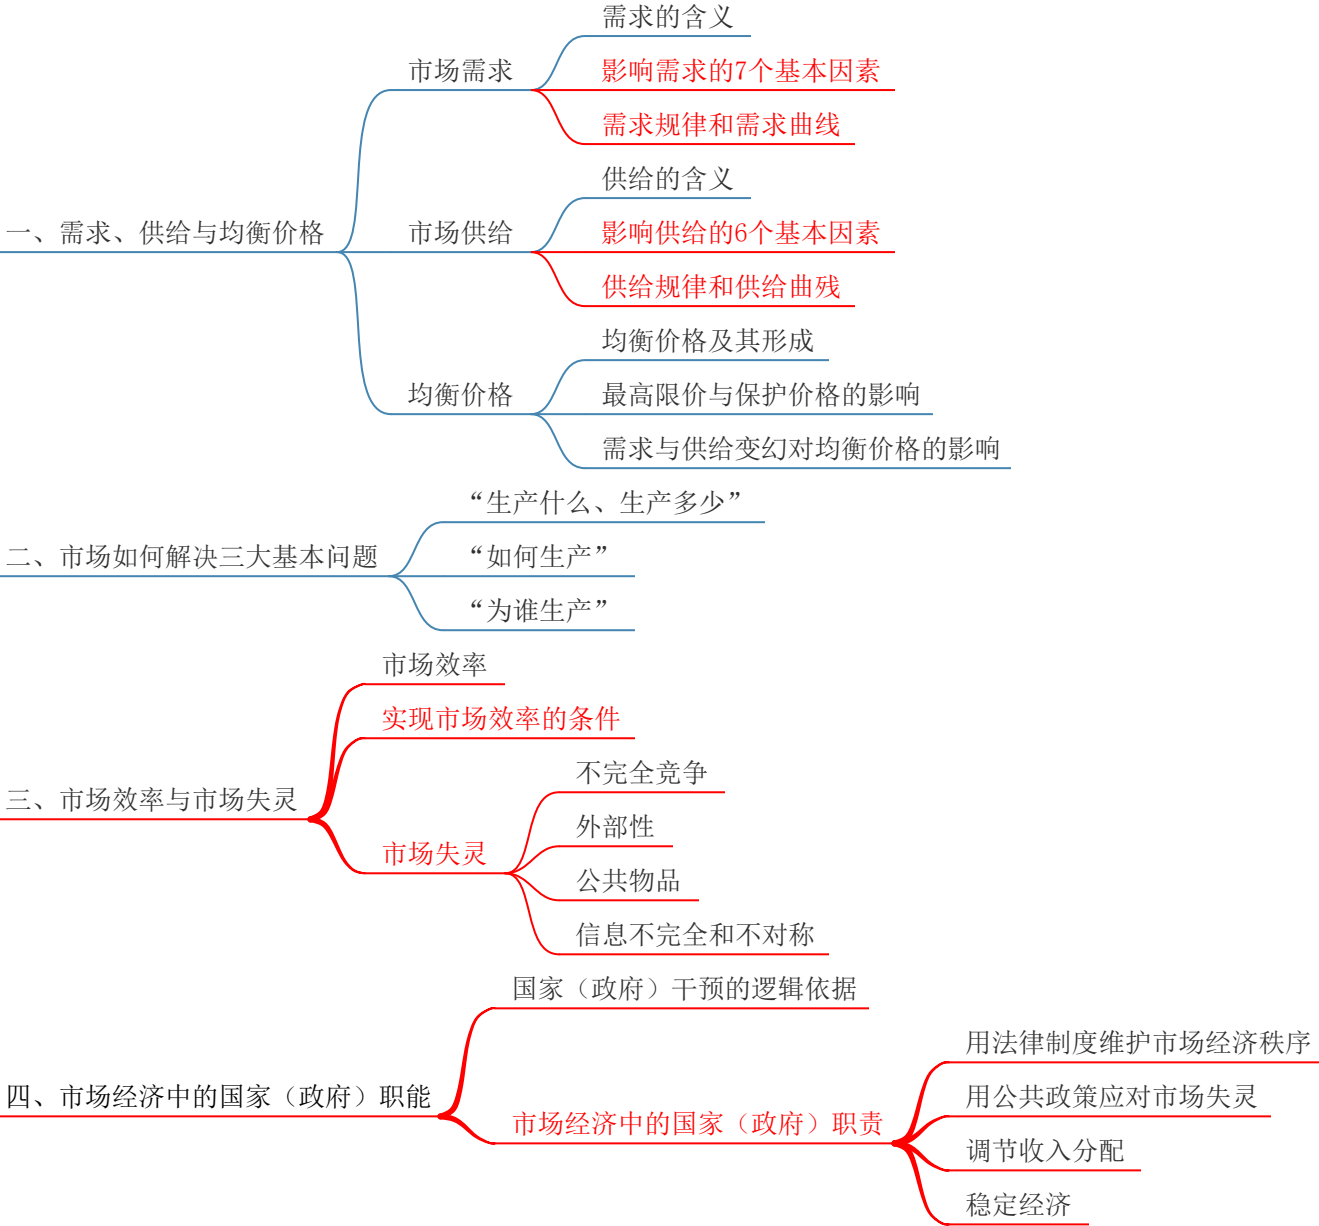 需求的含义
市场需求
影响需求的7个基本因素
需求规律和需求曲线
供给的含义
一、需求、供给与均衡价格
市场供给
影响供给的6个基本因素
供给规律和供给曲残
均衡价格及其形成
均衡价格
最高限价与保护价格的影响
需求与供给变幻对均衡价格的影响
“生产什么、生产多少”
二、市场如何解决三大基本问题
“如何生产”
“为谁生产”
市场效率
实现市场效率的条件
不完全竞争
三、市场效率与市场失灵
外部性
市场失灵
公共物品
信息不完全和不对称
国家（政府）干预的逻辑依据
用法律制度维护市场经济秩序
四、市场经济中的国家（政府）职能
用公共政策应对市场失灵
市场经济中的国家（政府）职责
调节收入分配
稳定经济